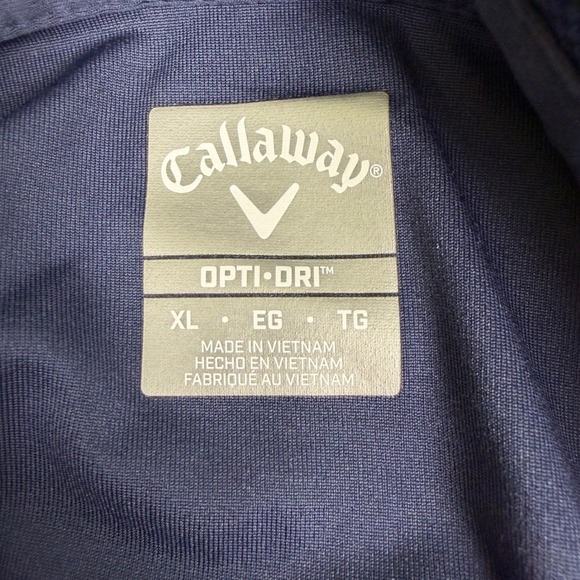 Callaway®
OPTI•DRI™
XL • EG • TG
MADE IN VIETNAM
HECHO EN VIETNAM
FABRIQUÉ AU VIETNAM